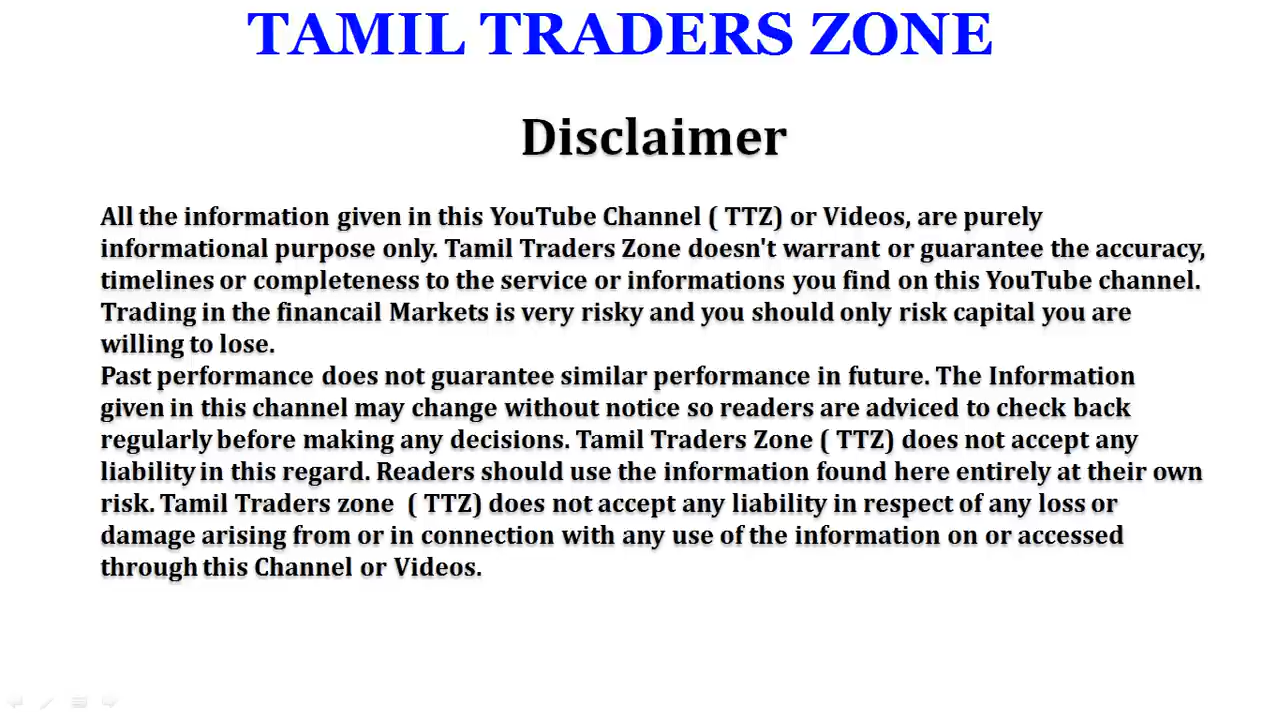 TAMIL TRADERS ZONE
Disclaimer
All the information given in this YouTube Channel ( TTZ) or Videos, are purely
informational purpose only. Tamil Traders Zone doesn't warrant or guarantee the accuracy,
timelines or completeness to the service or informations you find on this YouTube channel.
Trading in the financail Markets is very risky and you should only risk capital you are
willing to lose.
Past performance does not guarantee similar performance in future. The Information
given in this channel may change without notice so readers are adviced to check back
regularly before making any decisions. Tamil Traders Zone ( TTZ) does not accept any
liability in this regard. Readers should use the information found here entirely at their own
risk. Tamil Traders zone  ( TTZ) does not accept any liability in respect of any loss or
damage arising from or in connection with any use of the information on or accessed
through this Channel or Videos.